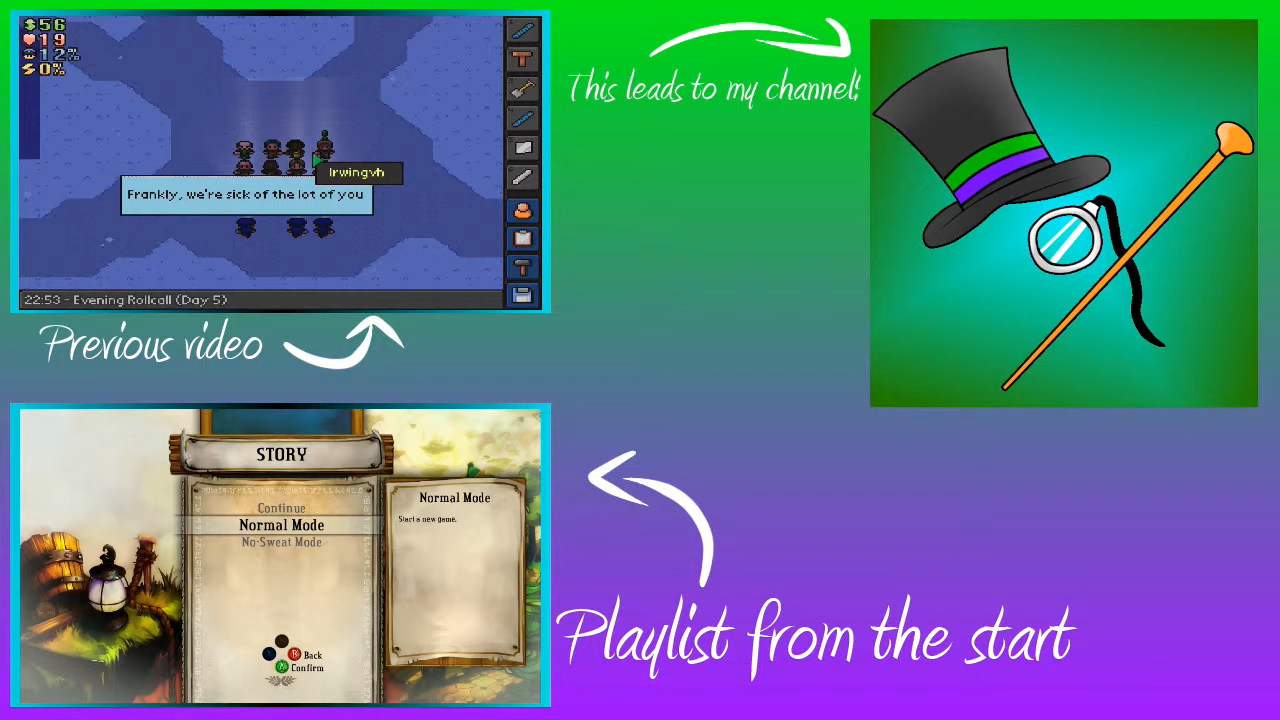 56
19
12%
0%
Irwingvh
Frankly, we're sick of the lot of you
22:53 - Evening Rollcall (Day 5)
This leads to my channel!
Previous video
STORY
Continue
Normal Mode
No-Sweat Mode
Normal Mode
Start a new game.
B Back
A Confirm
Playlist from the start